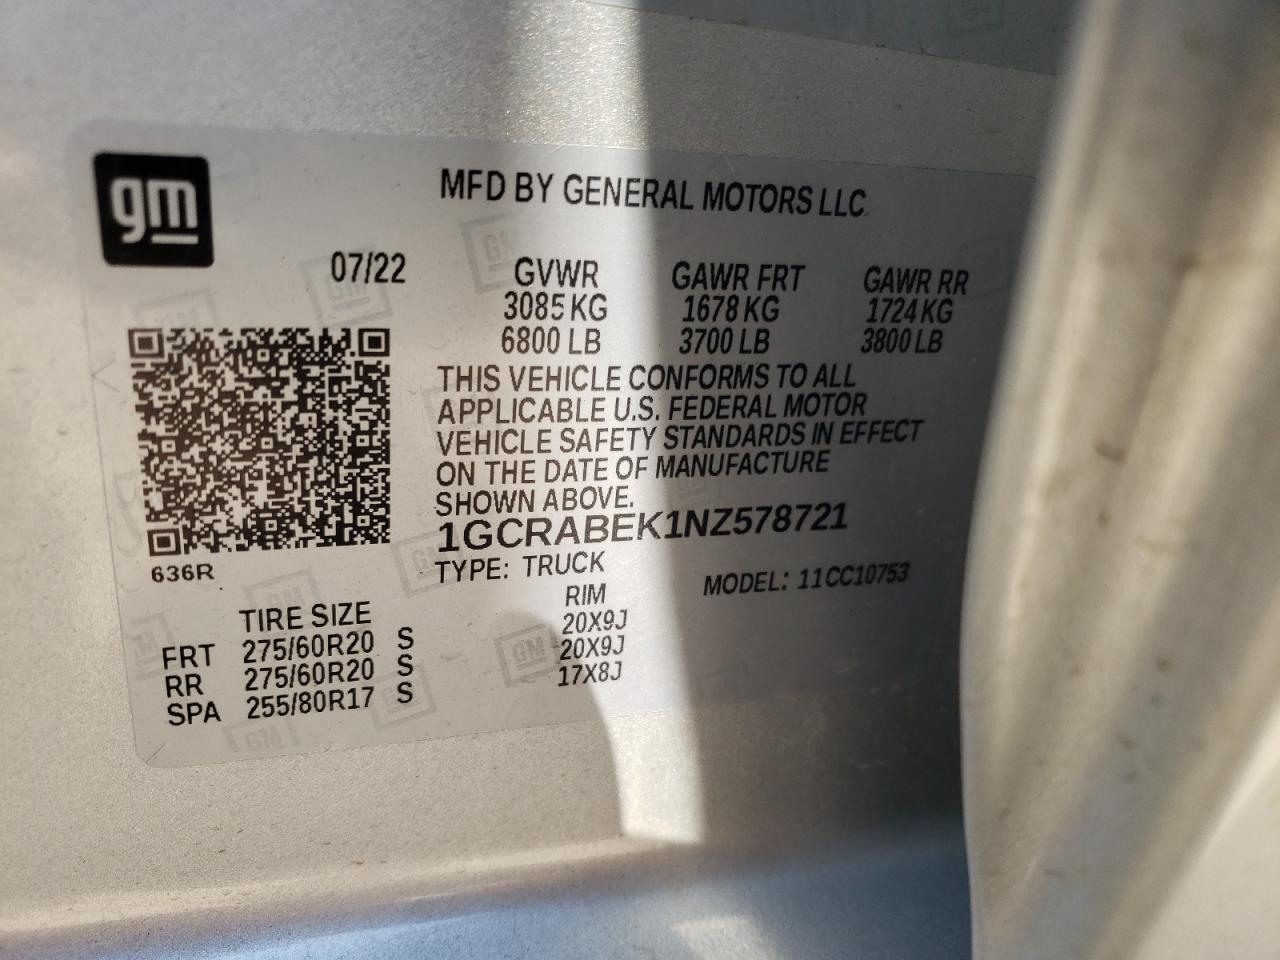 gm
MFD BY GENERAL MOTORS LLC
07/22
GVWR GAWR FRT GAWR RR
3085 KG 1678 KG 1724 KG
6800 LB 3700 LB 3800 LB
THIS VEHICLE CONFORMS TO ALL
APPLICABLE U.S. FEDERAL MOTOR
VEHICLE SAFETY STANDARDS IN EFFECT
ON THE DATE OF MANUFACTURE
SHOWN ABOVE.
1GCRABEK1NZ578721
TYPE: TRUCK MODEL: 11CC10753
636R
TIRE SIZE RIM
FRT 275/60R20 S 20X9J
RR 275/60R20 S 20X9J
SPA 255/80R17 S 17X8J